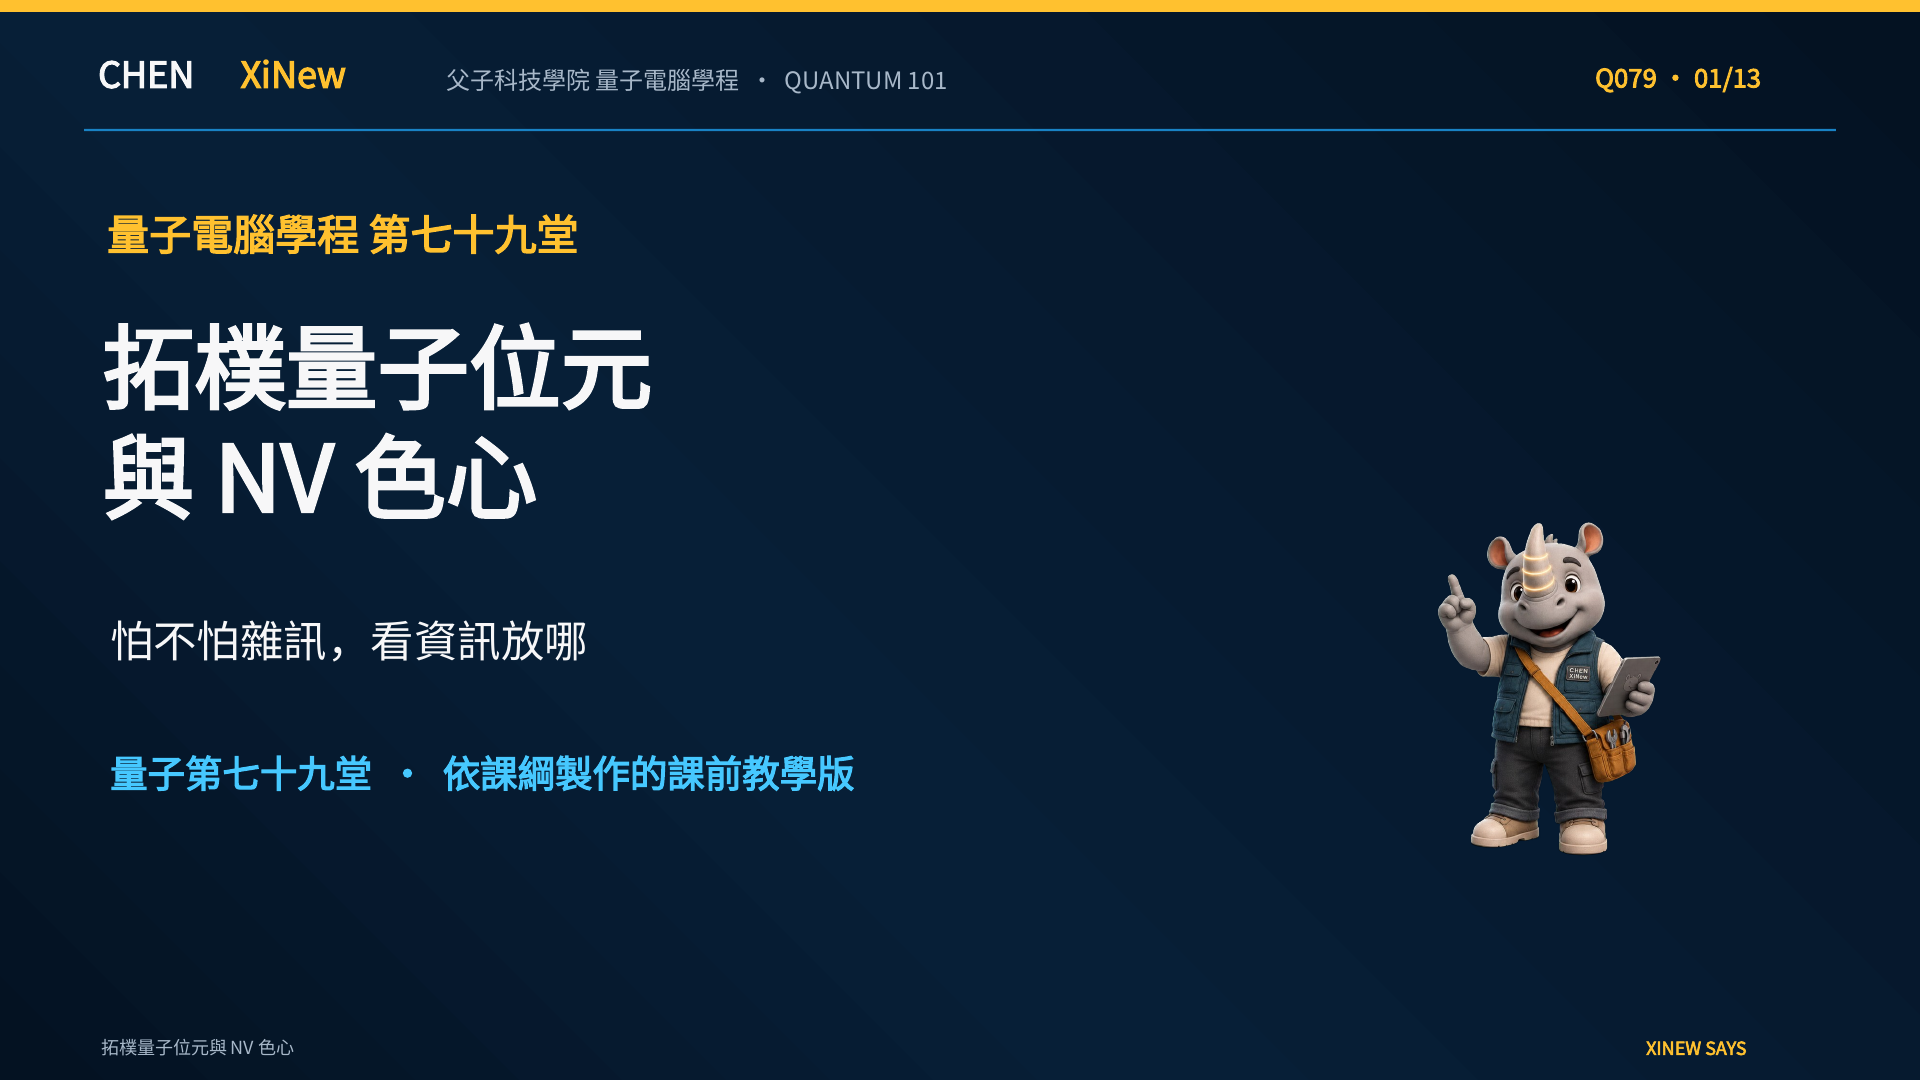 CHEN XiNew 父子科技學院 量子電腦學程 · QUANTUM 101 Q079 · 01/13
量子電腦學程 第七十九堂
拓樸量子位元
與 NV 色心
怕不怕雜訊，看資訊放哪
量子第七十九堂 · 依課綱製作的課前教學版
CHEN
XiNew
拓樸量子位元與 NV 色心 XINEW SAYS